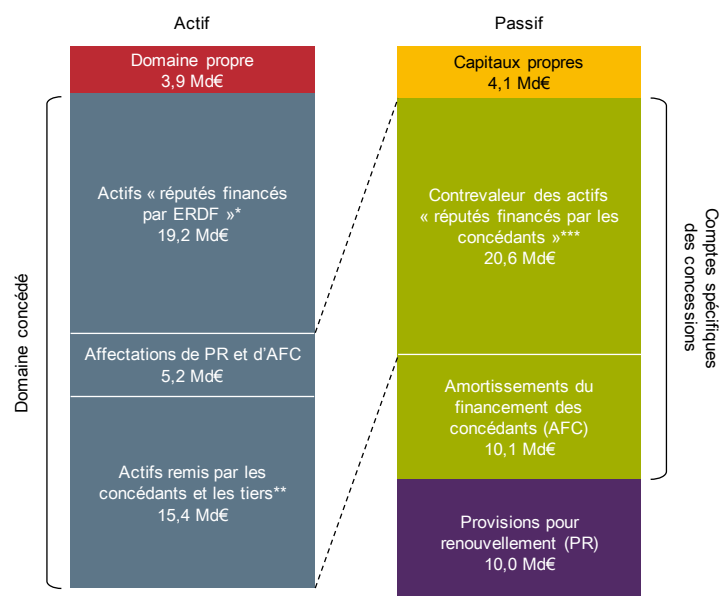 Actif
Passif
Domaine propre
3,9 Md€
Capitaux propres
4,1 Md€
Domaine concédé
Actifs « réputés financés
par ERDF »*
19,2 Md€
Affectations de PR et d’AFC
5,2 Md€
Actifs remis par les
concédants et les tiers**
15,4 Md€
Contrevaleur des actifs
« réputés financés par les
concédants »***
20,6 Md€
Amortissements du
financement des
concédants (AFC)
10,1 Md€
Provisions pour
renouvellement (PR)
10,0 Md€
Comptes spécifiques
des concessions